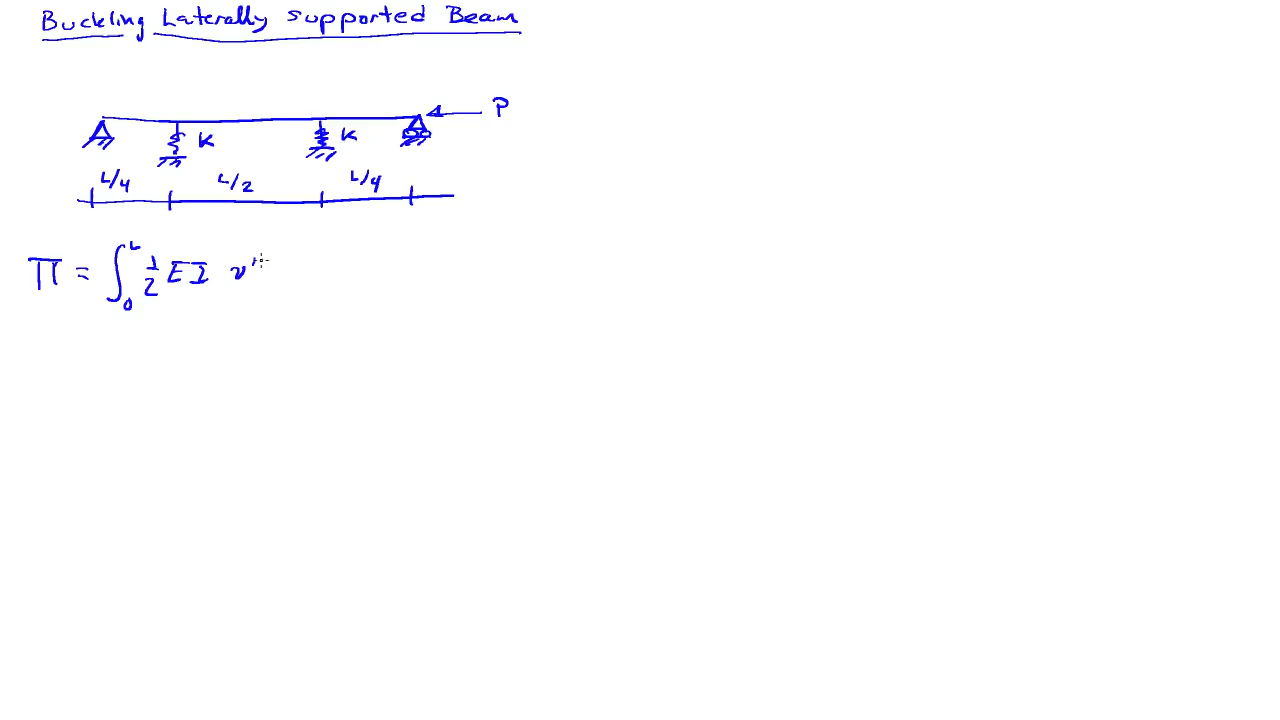 Buckling Laterally supported Beam
P
K K
L/4 L/2 L/4
Π = ∫₀ᴸ 1/2 EI v''